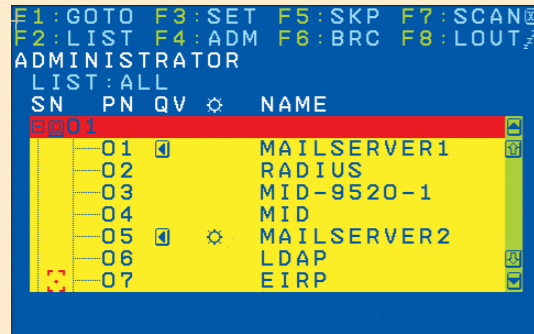 F1:GOTO F3:SET F5:SKP F7:SCAN
F2:LIST F4:ADM F6:BRC F8:LOUT
ADMINISTRATOR
LIST:ALL
SN PN QV NAME
01
01 MAILSERVER1
02 RADIUS
03 MID-9520-1
04 MID
05 MAILSERVER2
06 LDAP
07 EIRP